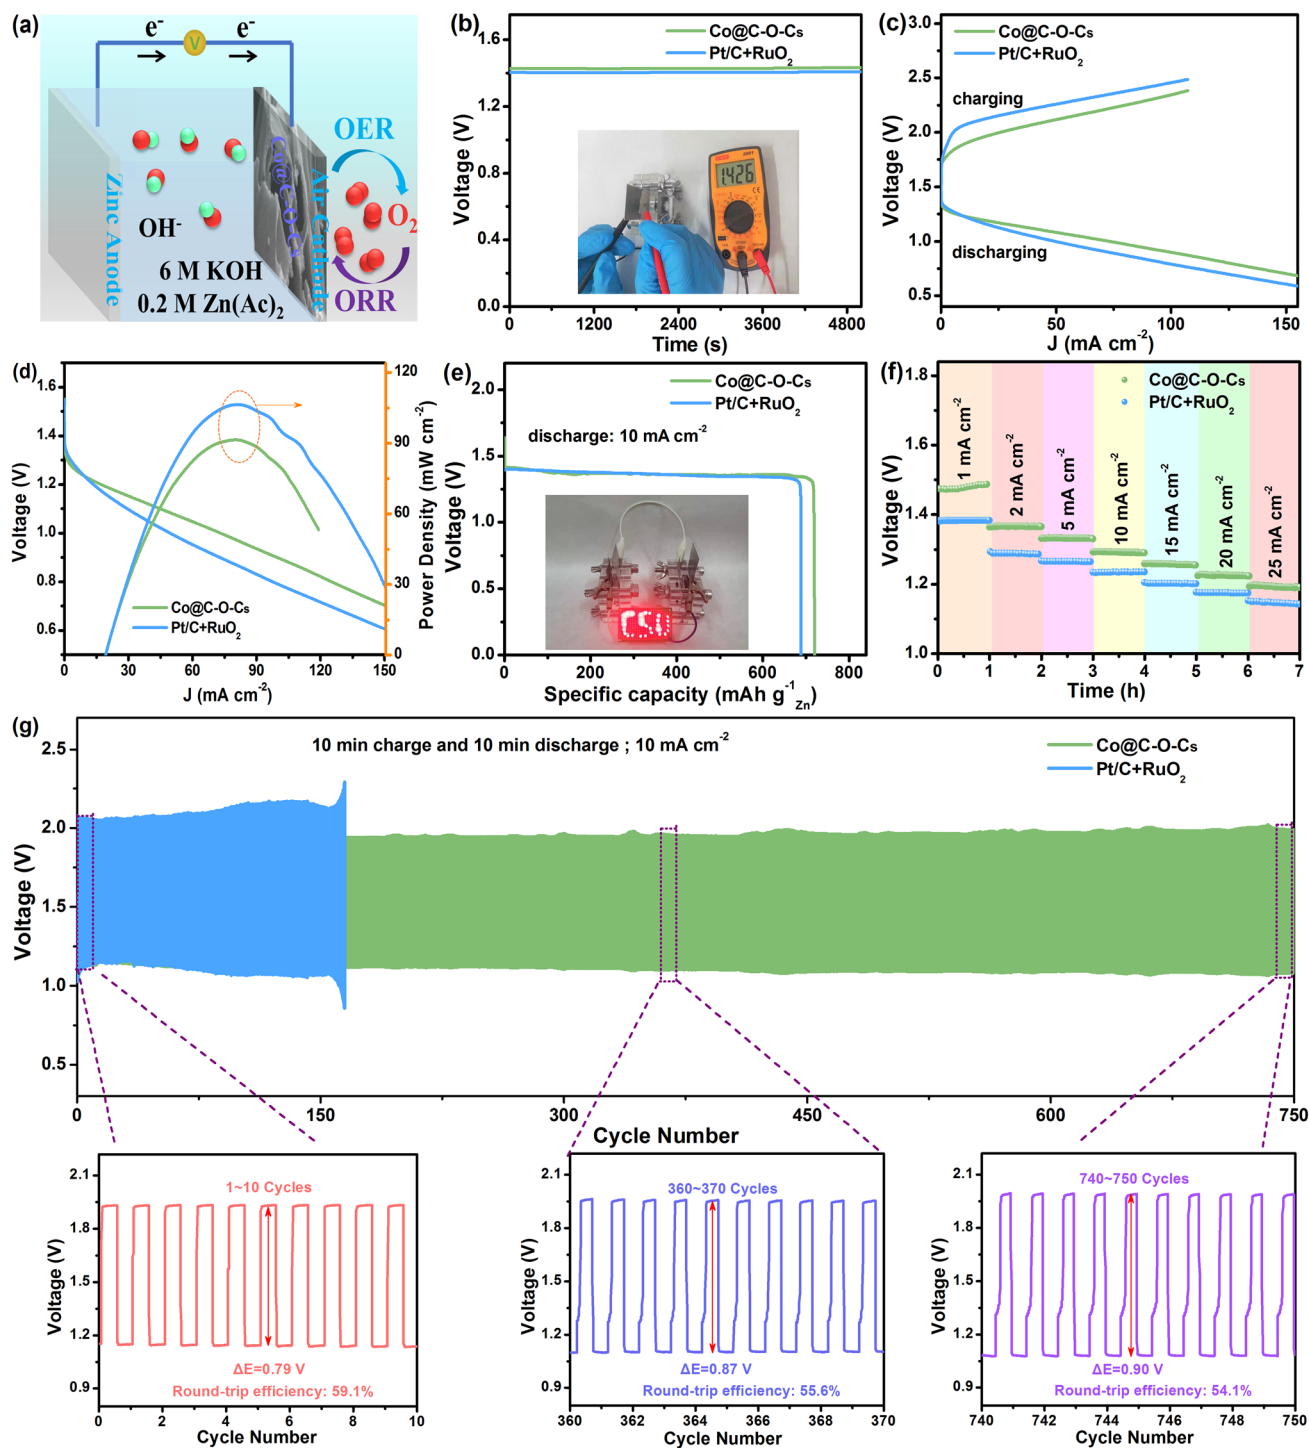 (a)
e-
V
e-
Zinc Anode
OH-
6 M KOH
0.2 M Zn(Ac)2
Co@C-O-Cs
Air Cathode
OER
O2
ORR
(b)
Co@C-O-Cs
Pt/C+RuO2
1.426
Voltage (V)
1.6
1.2
0.8
0.4
0.0
0
1200
2400
3600
4800
Time (s)
(c)
Co@C-O-Cs
Pt/C+RuO2
charging
discharging
Voltage (V)
3.0
2.5
2.0
1.5
1.0
0.5
0
50
100
150
J (mA cm-2)
(d)
Co@C-O-Cs
Pt/C+RuO2
Voltage (V)
1.6
1.4
1.2
1.0
0.8
0.6
0
30
60
90
120
150
J (mA cm-2)
120
90
60
30
0
Power Density (mW cm-2)
(e)
Co@C-O-Cs
Pt/C+RuO2
discharge: 10 mA cm-2
Voltage (V)
2.0
1.5
1.0
0.5
0.0
0
200
400
600
800
Specific capacity (mAh g-1Zn)
(f)
Co@C-O-Cs
Pt/C+RuO2
1 mA cm-2
2 mA cm-2
5 mA cm-2
10 mA cm-2
15 mA cm-2
20 mA cm-2
25 mA cm-2
Voltage (V)
1.8
1.6
1.4
1.2
1.0
0
1
2
3
4
5
6
7
Time (h)
(g)
10 min charge and 10 min discharge ; 10 mA cm-2
Co@C-O-Cs
Pt/C+RuO2
Voltage (V)
2.5
2.0
1.5
1.0
0.5
0
150
300
450
600
750
Cycle Number
1~10 Cycles
ΔE=0.79 V
Round-trip efficiency: 59.1%
Voltage (V)
2.1
1.8
1.5
1.2
0.9
0
2
4
6
8
10
Cycle Number
360~370 Cycles
ΔE=0.87 V
Round-trip efficiency: 55.6%
Voltage (V)
2.1
1.8
1.5
1.2
0.9
360
362
364
366
368
370
Cycle Number
740~750 Cycles
ΔE=0.90 V
Round-trip efficiency: 54.1%
Voltage (V)
2.1
1.8
1.5
1.2
0.9
740
742
744
746
748
750
Cycle Number